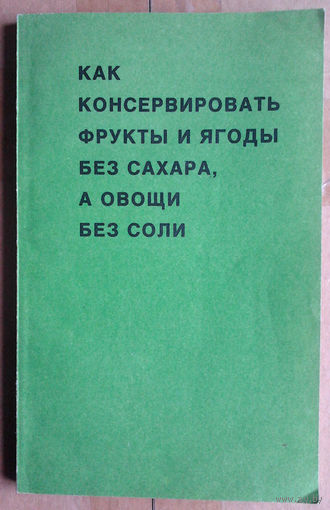 КАК
КОНСЕРВИРОВАТЬ
ФРУКТЫ И ЯГОДЫ
БЕЗ САХАРА,
А ОВОЩИ
БЕЗ СОЛИ